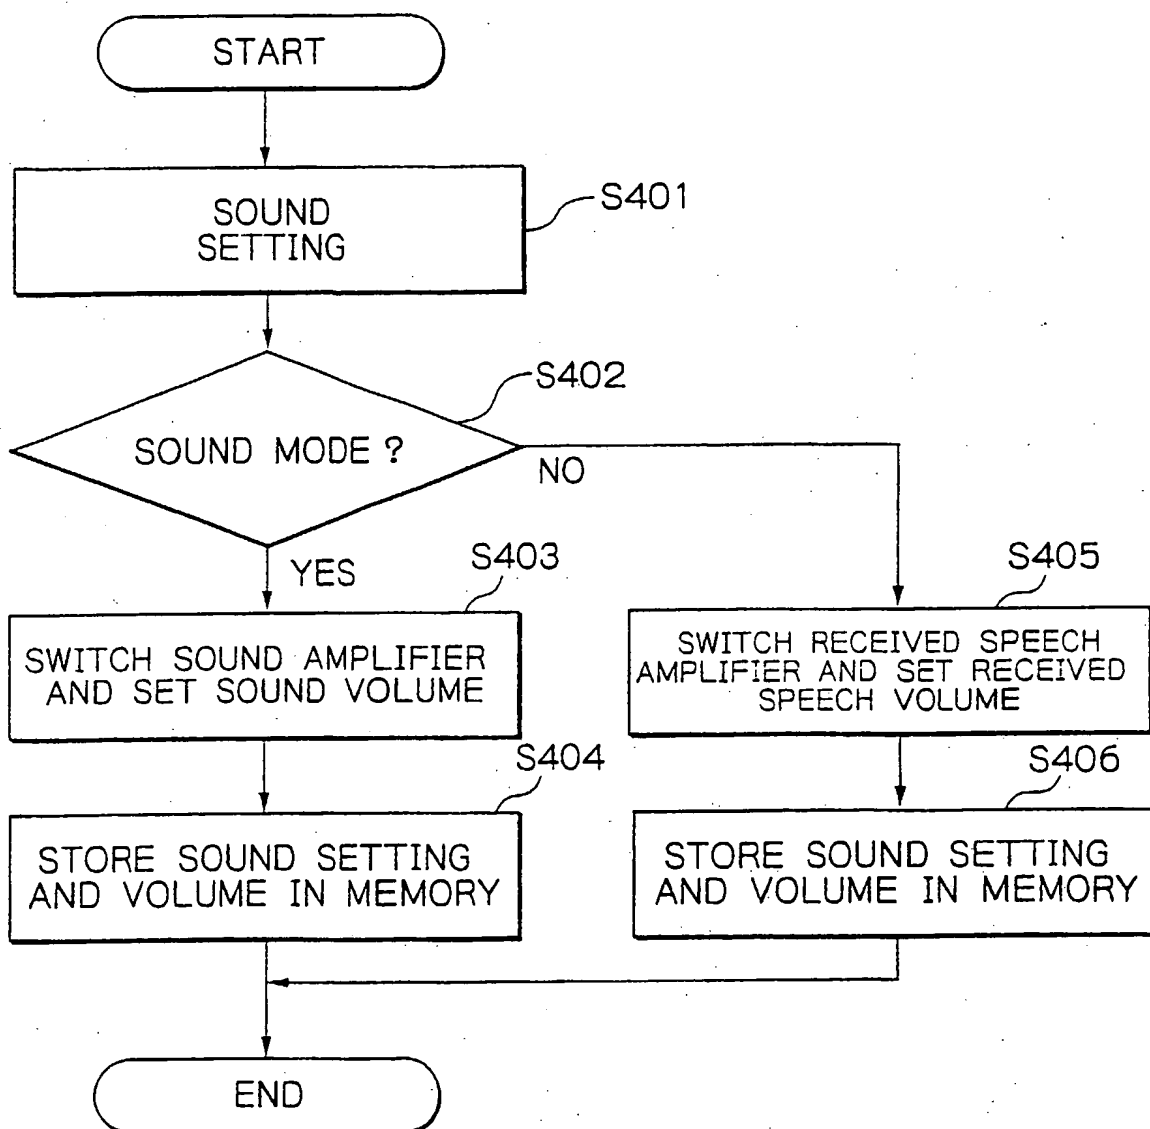 START
SOUND
SETTING
S401
SOUND MODE ?
S402
NO
YES
S403
SWITCH SOUND AMPLIFIER
AND SET SOUND VOLUME
S405
SWITCH RECEIVED SPEECH
AMPLIFIER AND SET RECEIVED
SPEECH VOLUME
S404
STORE SOUND SETTING
AND VOLUME IN MEMORY
S406
STORE SOUND SETTING
AND VOLUME IN MEMORY
END